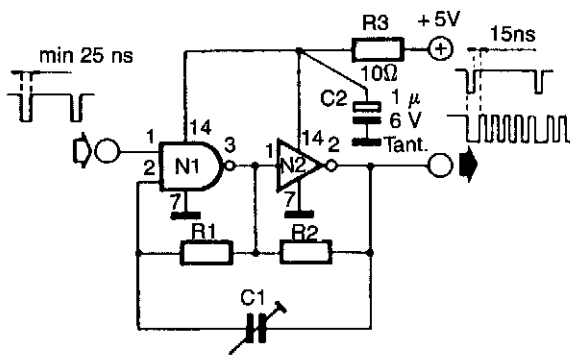 min 25 ns
R3
+5V
15ns
10Ω
C2
1 µ
6 V
Tant.
14
14
1
2
N1
3
1
N2
2
7
7
R1
R2
C1